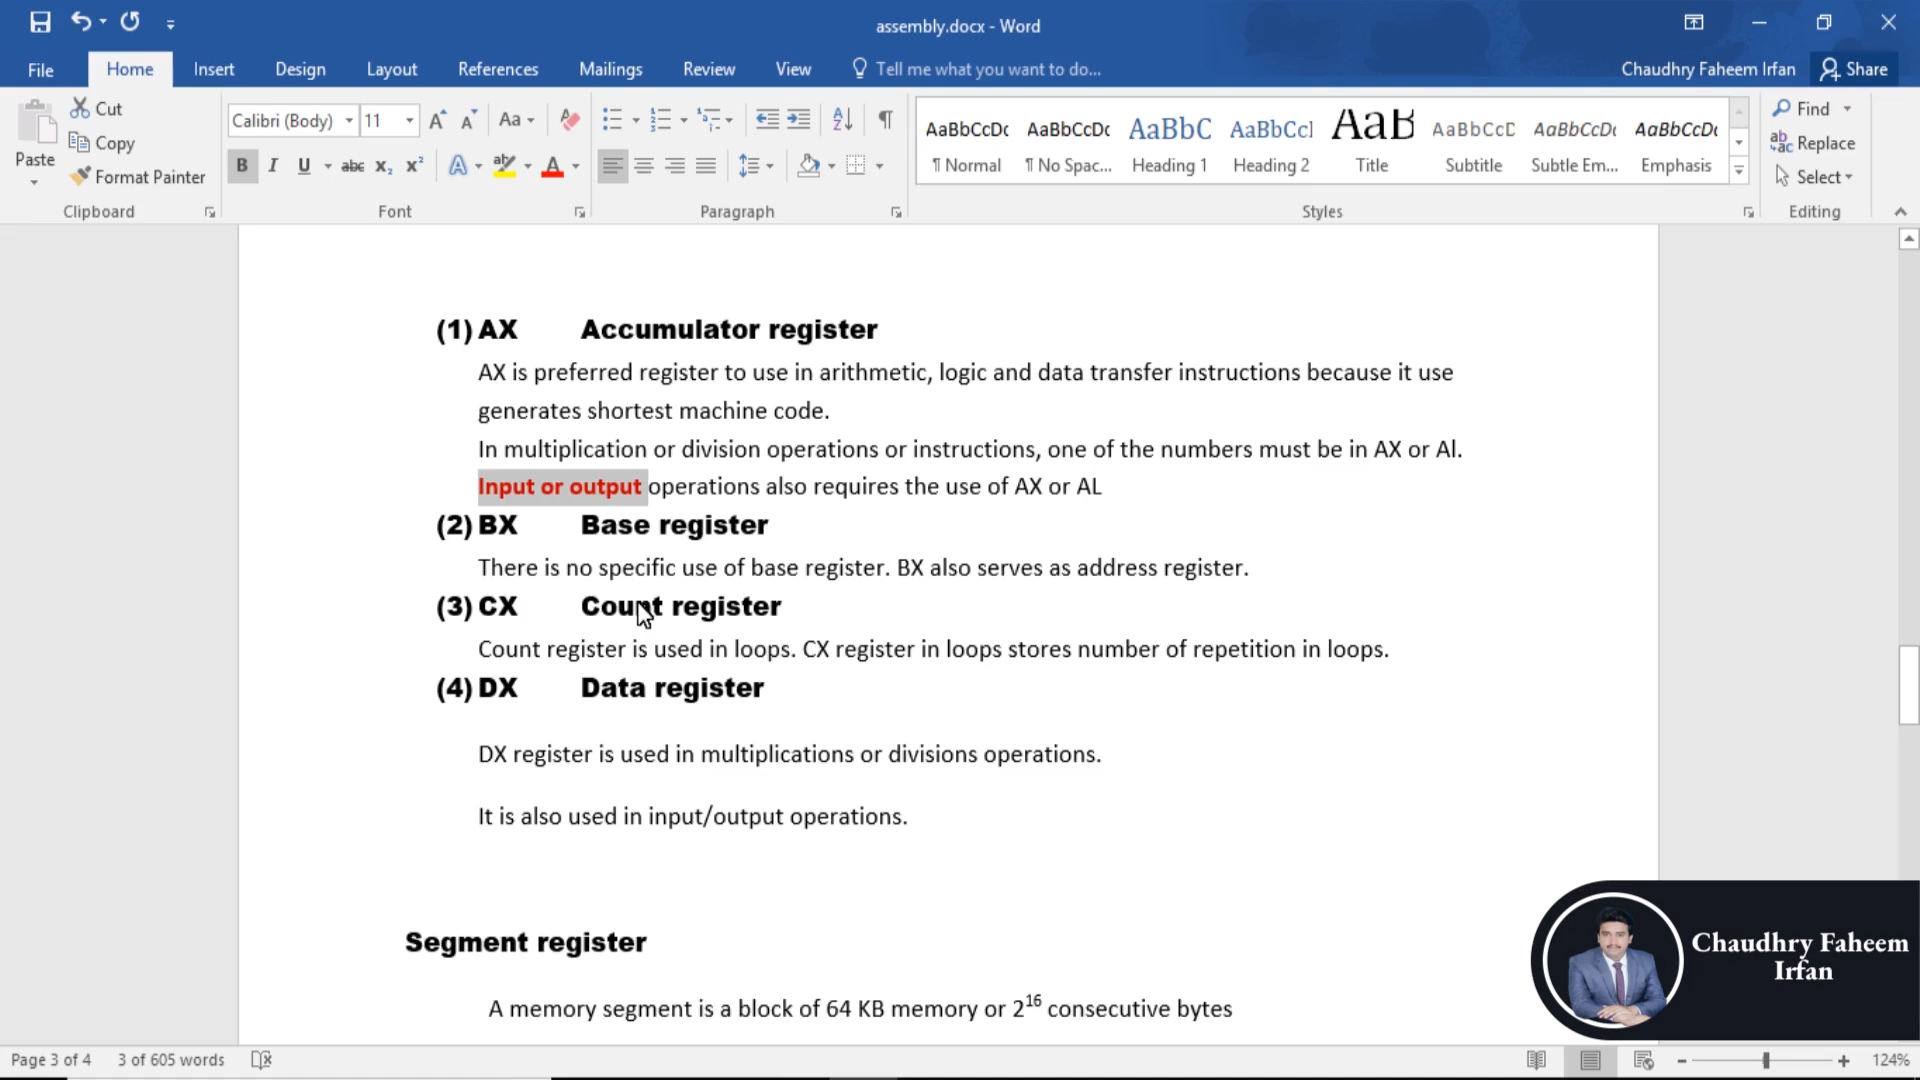 assembly.docx - Word
File Home Insert Design Layout References Mailings Review View Tell me what you want to do... Chaudhry Faheem Irfan Share
Paste Cut Copy Format Painter Clipboard
Calibri (Body) 11 Aa
B I U abc x₂ x² A ab A Font
Paragraph
AaBbCcDc AaBbCcDc AaBbC AaBbCcI AaB AaBbCcD AaBbCcDc AaBbCcDc
¶ Normal ¶ No Spac... Heading 1 Heading 2 Title Subtitle Subtle Em... Emphasis
Styles
Find
Replace
Select
Editing
(1) AX Accumulator register
AX is preferred register to use in arithmetic, logic and data transfer instructions because it use
generates shortest machine code.
In multiplication or division operations or instructions, one of the numbers must be in AX or Al.
Input or output operations also requires the use of AX or AL
(2) BX Base register
There is no specific use of base register. BX also serves as address register.
(3) CX Count register
Count register is used in loops. CX register in loops stores number of repetition in loops.
(4) DX Data register
DX register is used in multiplications or divisions operations.
It is also used in input/output operations.
Segment register
A memory segment is a block of 64 KB memory or 2¹⁶ consecutive bytes
Chaudhry Faheem
Irfan
Page 3 of 4 3 of 605 words 124%